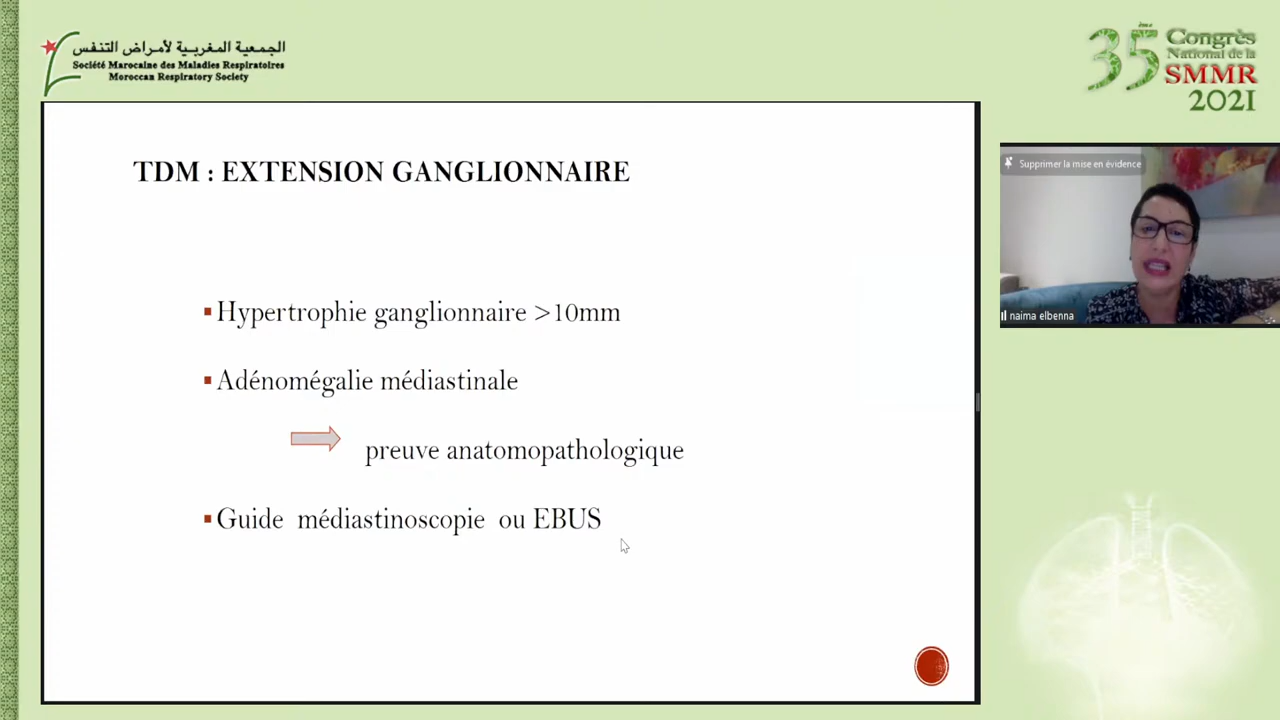 الجمعية المغربية لأمراض التنفس
Société Marocaine des Maladies Respiratoires
Moroccan Respiratory Society
35ème Congrès
National de la
SMMR
2021
TDM : EXTENSION GANGLIONNAIRE
▪Hypertrophie ganglionnaire >10mm
▪Adénomégalie médiastinale
preuve anatomopathologique
▪Guide médiastinoscopie ou EBUS
Supprimer la mise en évidence
naima elbenna